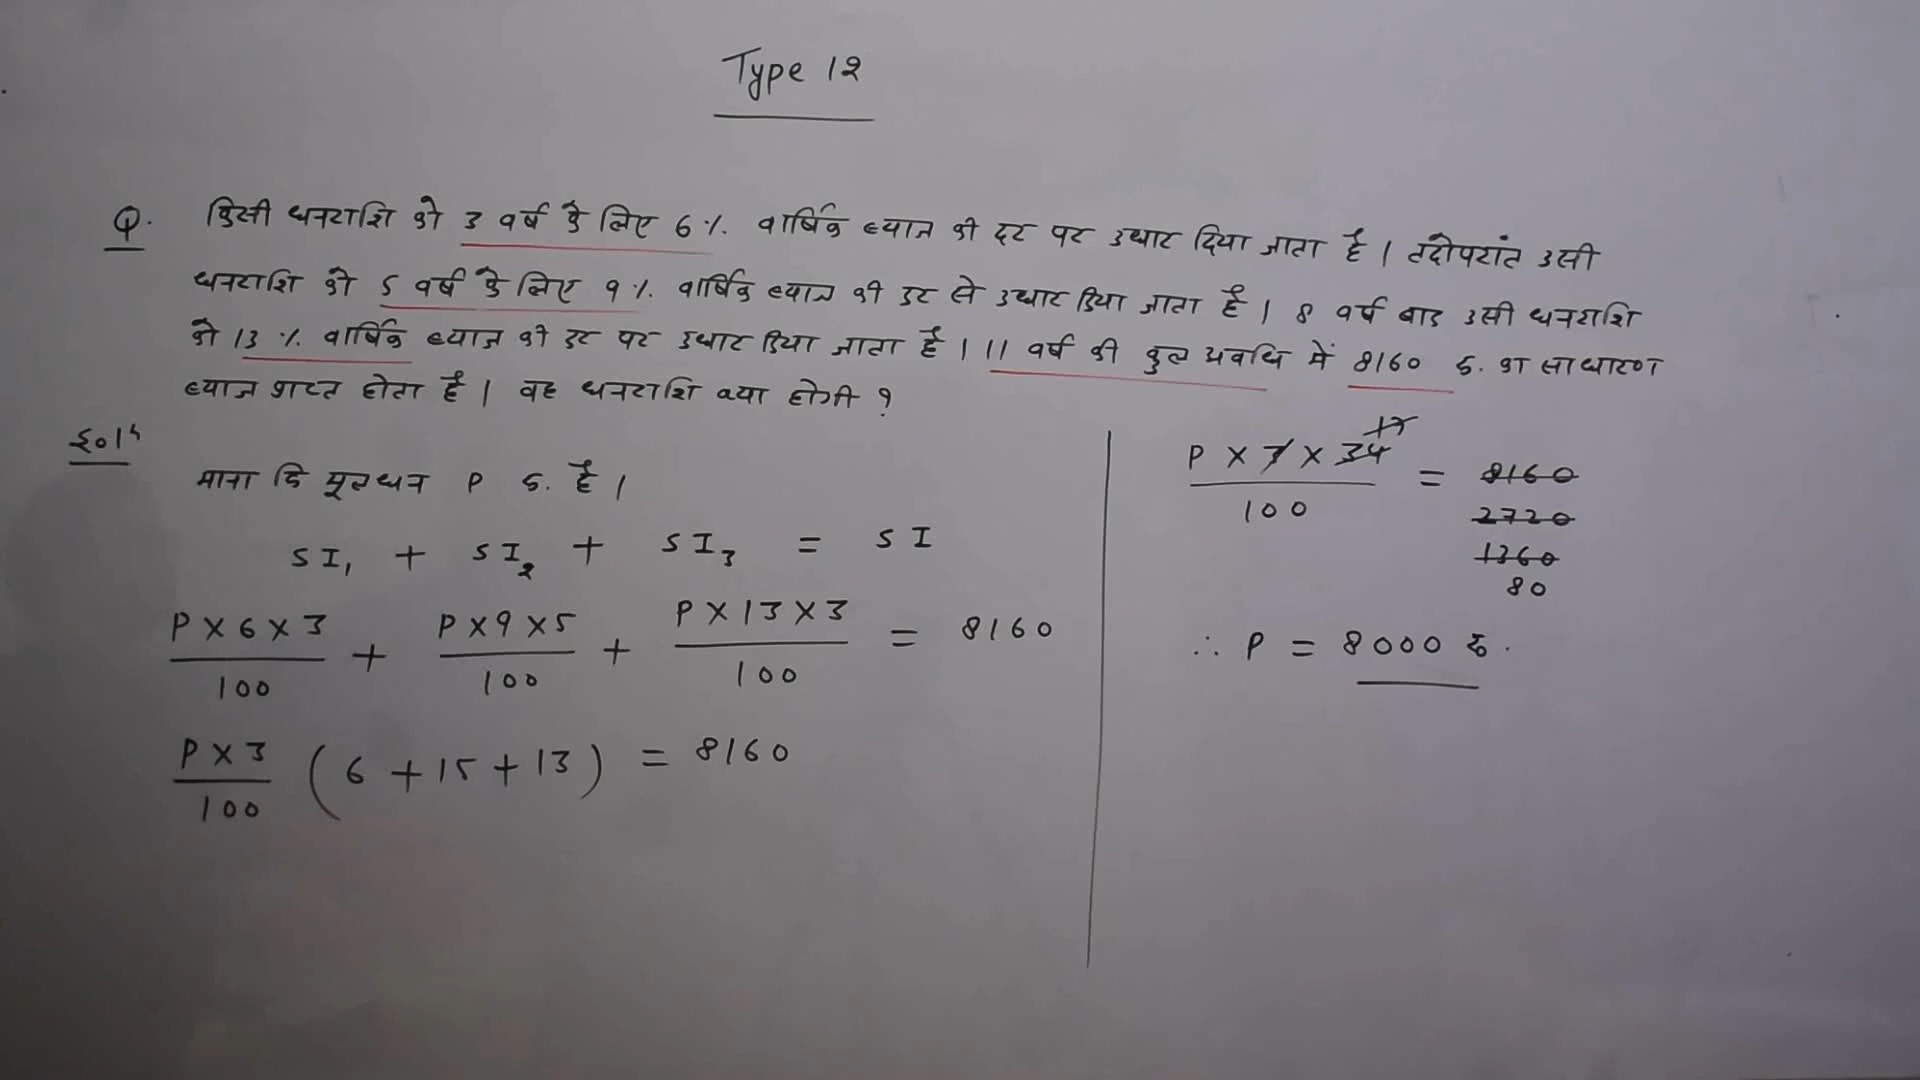 Type 12
Q. किसी धनराशि को 3 वर्ष के लिए 6% वार्षिक ब्याज की दर पर उधार दिया जाता है । तदोपरांत उसी
धनराशि को 5 वर्ष के लिए 9% वार्षिक ब्याज की दर से उधार दिया जाता है । 8 वर्ष बाद उसी धनराशि
को 13% वार्षिक ब्याज की दर पर उधार दिया जाता है । 11 वर्ष की कुल अवधि में 8160 रु. का साधारण
ब्याज प्राप्त होता है । वह धनराशि क्या होगी ?
Solⁿ
माना कि मूलधन P रु. है ।
SI₁ + SI₂ + SI₃ = SI
P×6×3/100 + P×9×5/100 + P×13×3/100 = 8160
P×3/100 (6+15+13) = 8160
17
P×3×34/100 = 8160
2720
1360
80
∴ P = 8000 रु.